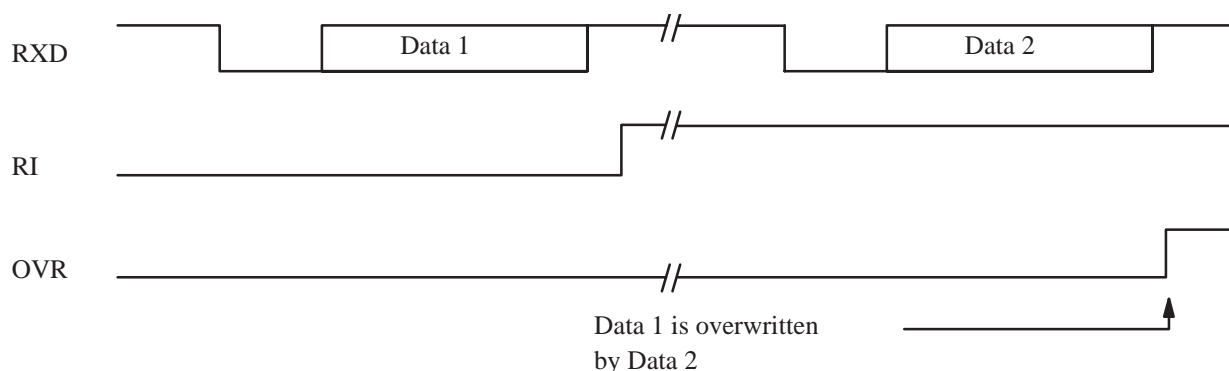 RXD
Data 1
Data 2
RI
OVR
Data 1 is overwritten
by Data 2